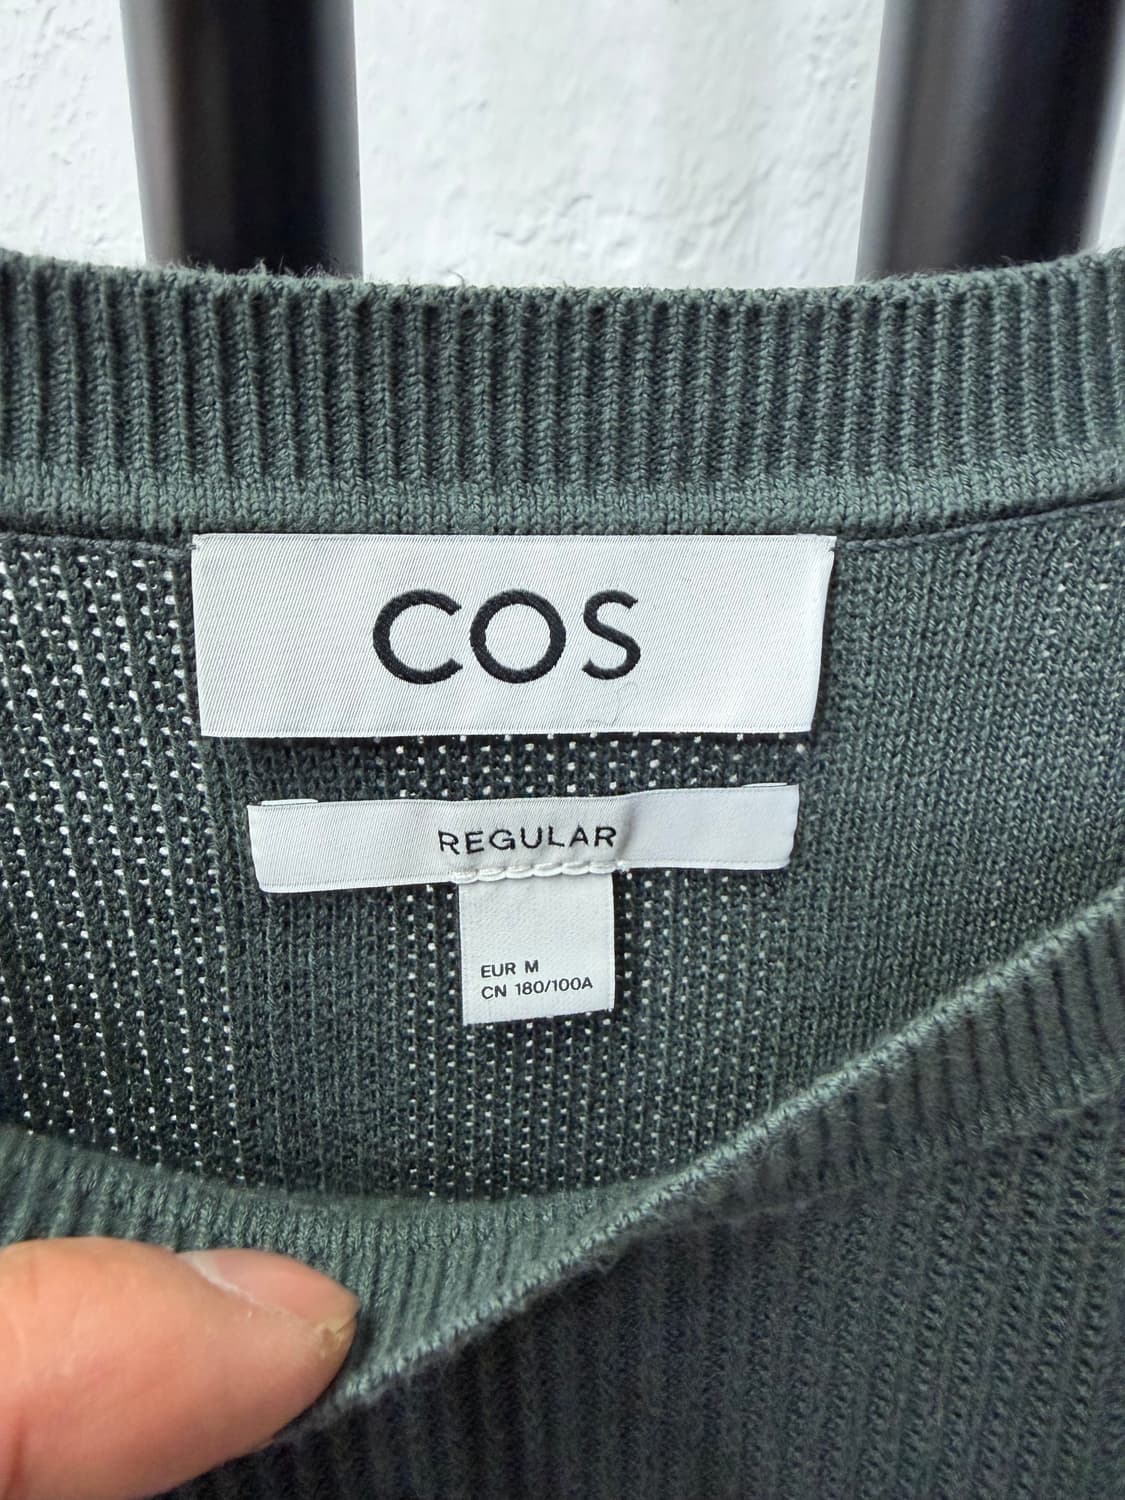 COS
REGULAR
EUR M
CN 180/100A